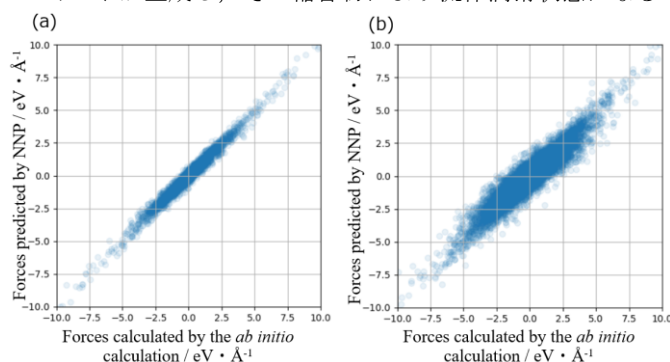 (a)
(b)
Forces predicted by NNP / eV・Å⁻¹
10.0
7.5
5.0
2.5
0.0
−2.5
−5.0
−7.5
−10.0
−10.0 −7.5 −5.0 −2.5 0.0 2.5 5.0 7.5 10.0
Forces calculated by the ab initio
calculation / eV・Å⁻¹
Forces predicted by NNP / eV・Å⁻¹
10.0
7.5
5.0
2.5
0.0
−2.5
−5.0
−7.5
−10.0
−10.0 −7.5 −5.0 −2.5 0.0 2.5 5.0 7.5 10.0
Forces calculated by the ab initio
calculation / eV・Å⁻¹